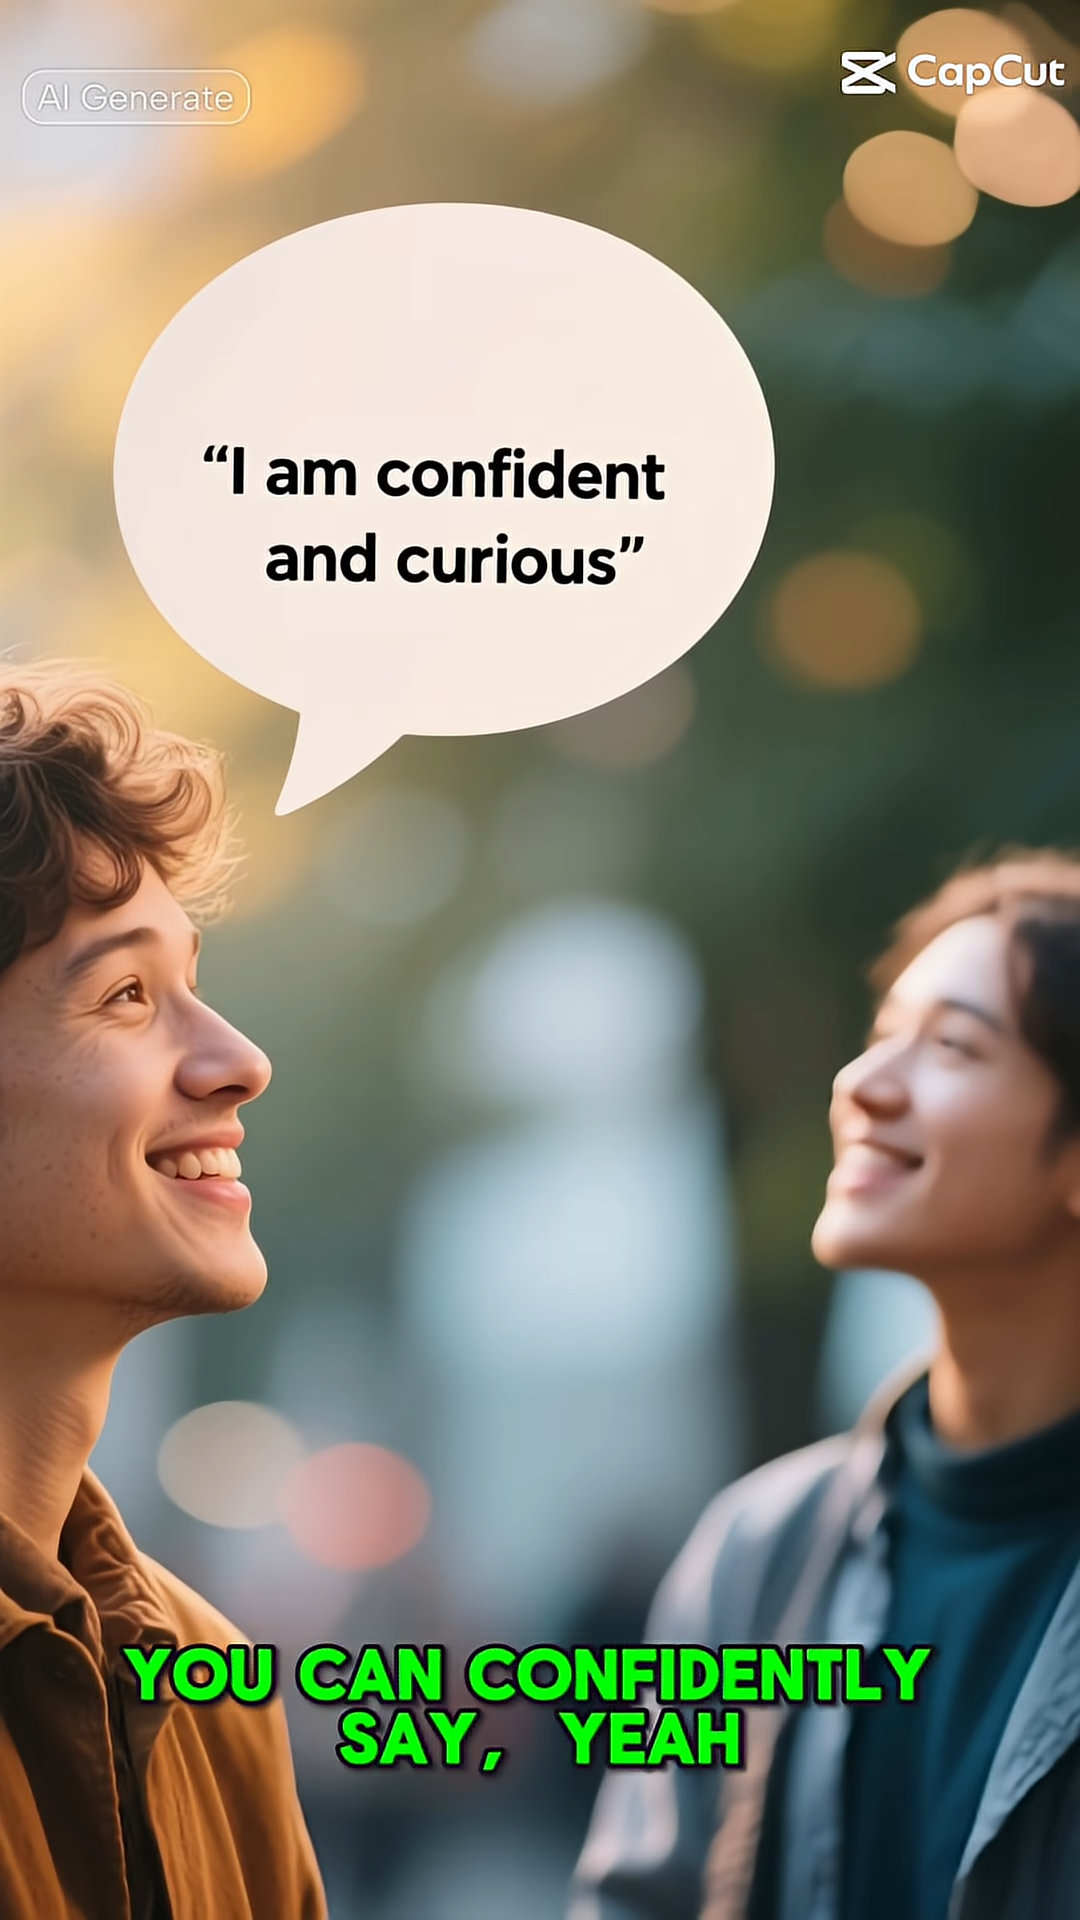 AI Generate
CapCut
“I am confident
and curious”
YOU CAN CONFIDENTLY
SAY, YEAH